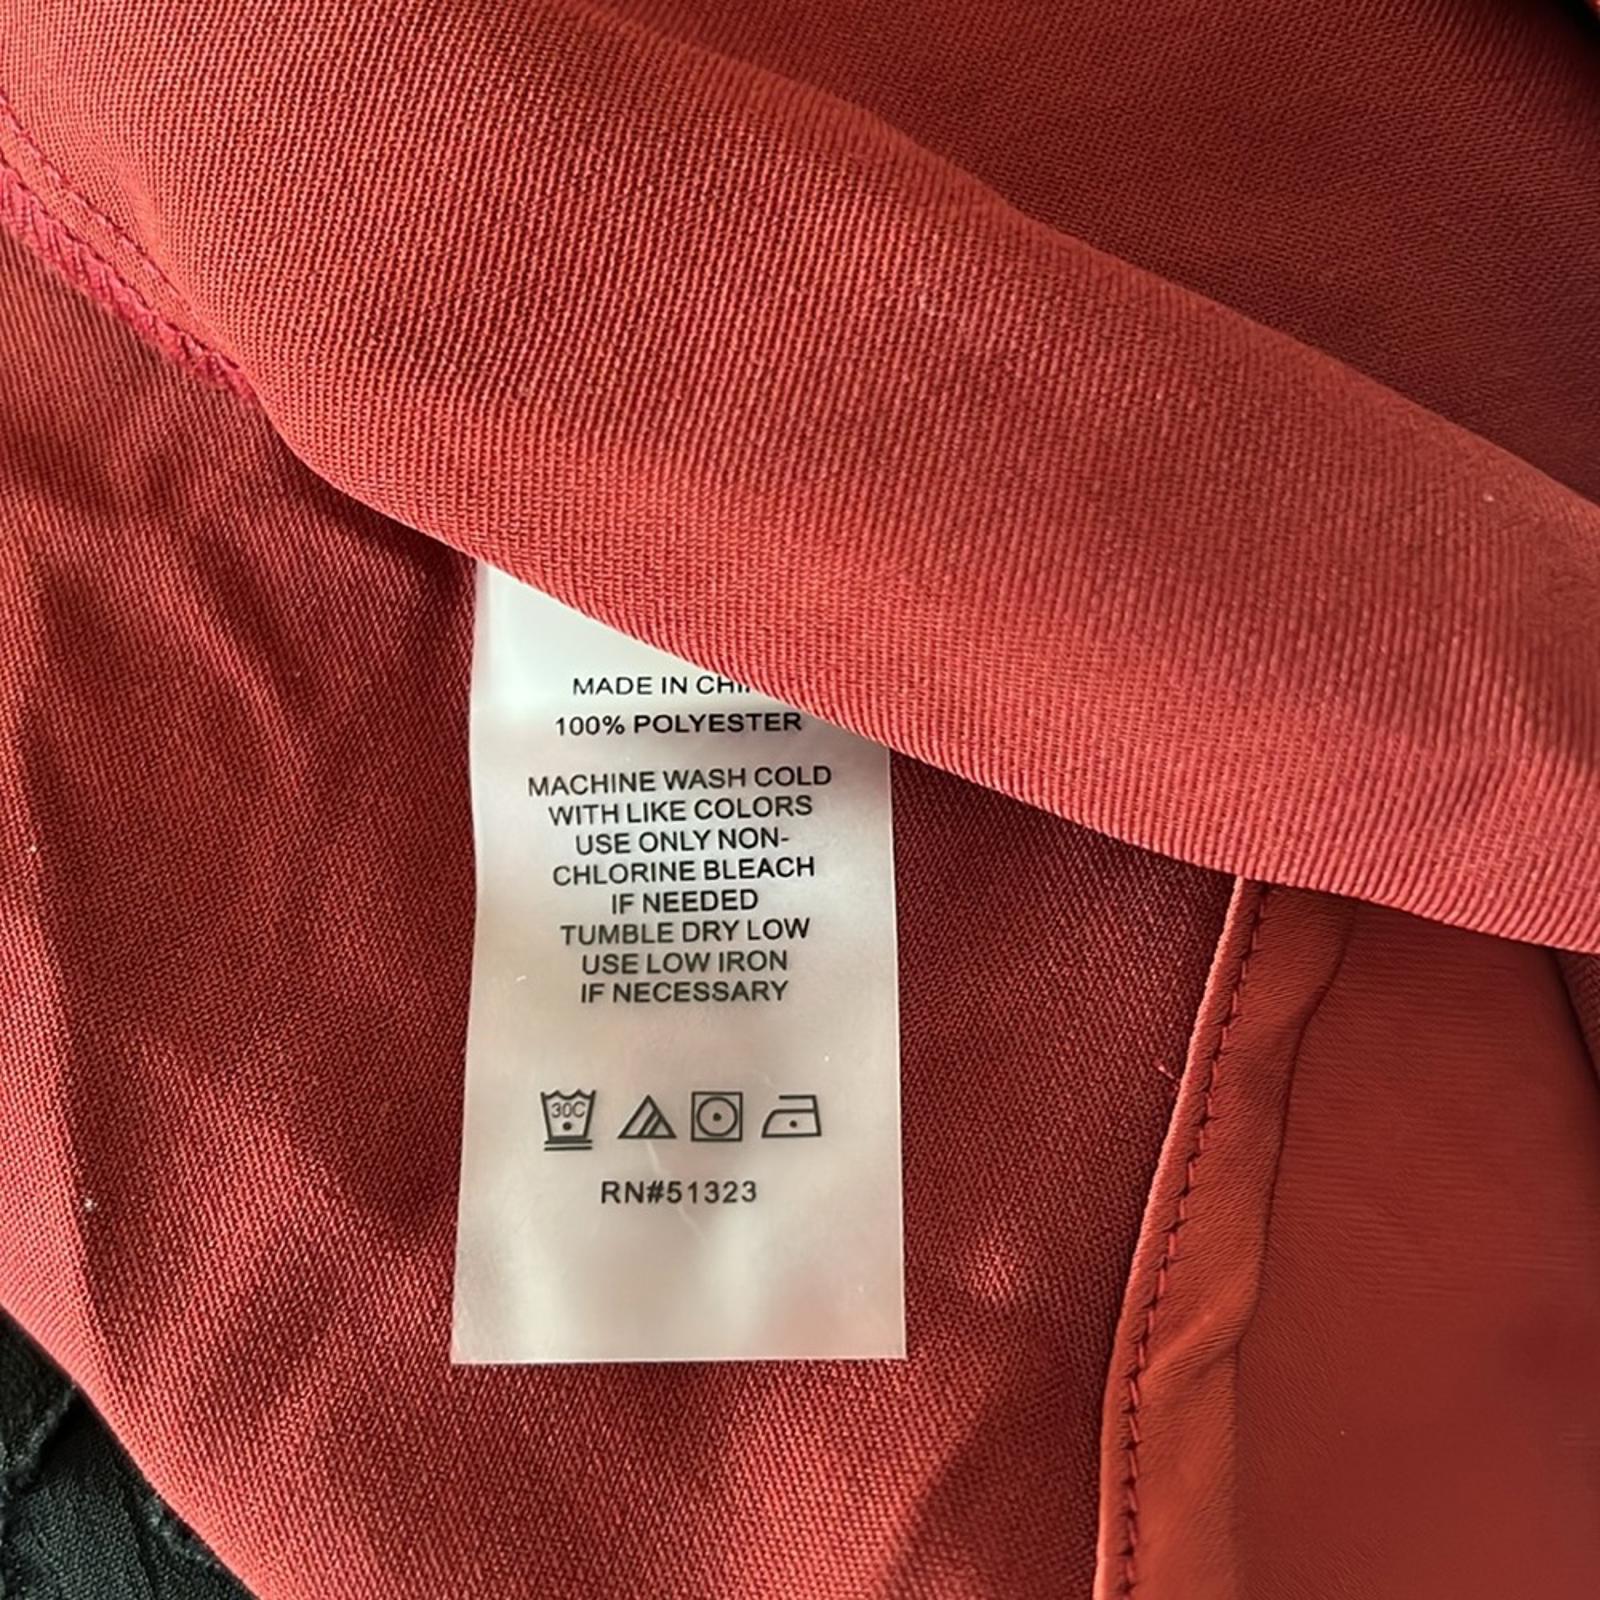 MADE IN
100% POLYESTER
MACHINE WASH COLD
WITH LIKE COLORS
USE ONLY NON-
CHLORINE BLEACH
IF NEEDED
TUMBLE DRY LOW
USE LOW IRON
IF NECESSARY
30C
RN#51323